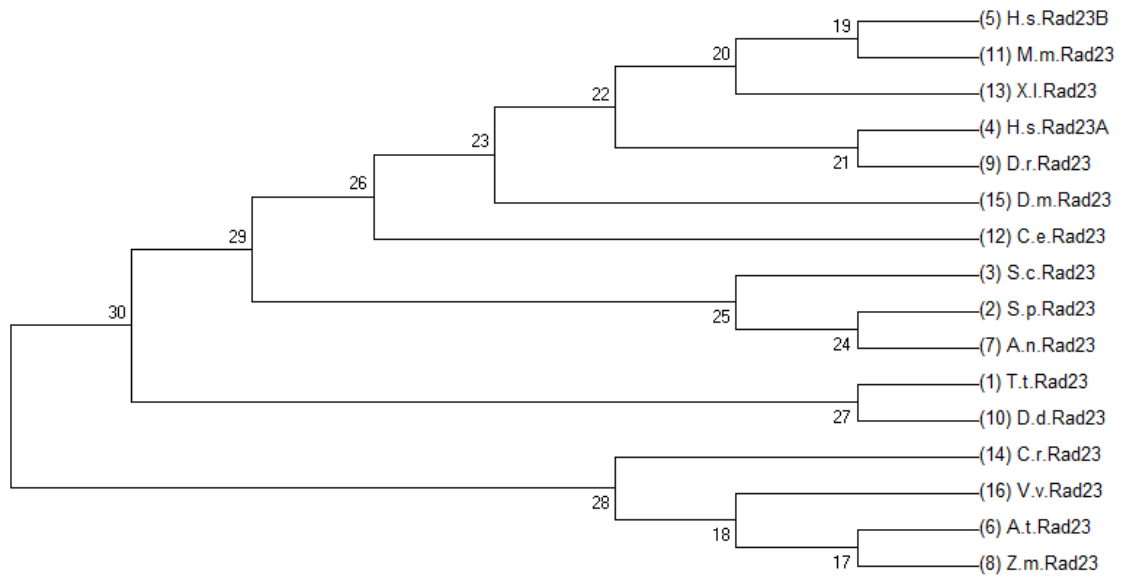 (5) H.s.Rad23B
19
(11) M.m.Rad23
20
(13) X.l.Rad23
22
(4) H.s.Rad23A
23
21
(9) D.r.Rad23
26
(15) D.m.Rad23
29
(12) C.e.Rad23
(3) S.c.Rad23
30
25
(2) S.p.Rad23
24
(7) A.n.Rad23
(1) T.t.Rad23
27
(10) D.d.Rad23
(14) C.r.Rad23
28
(16) V.v.Rad23
18
(6) A.t.Rad23
17
(8) Z.m.Rad23